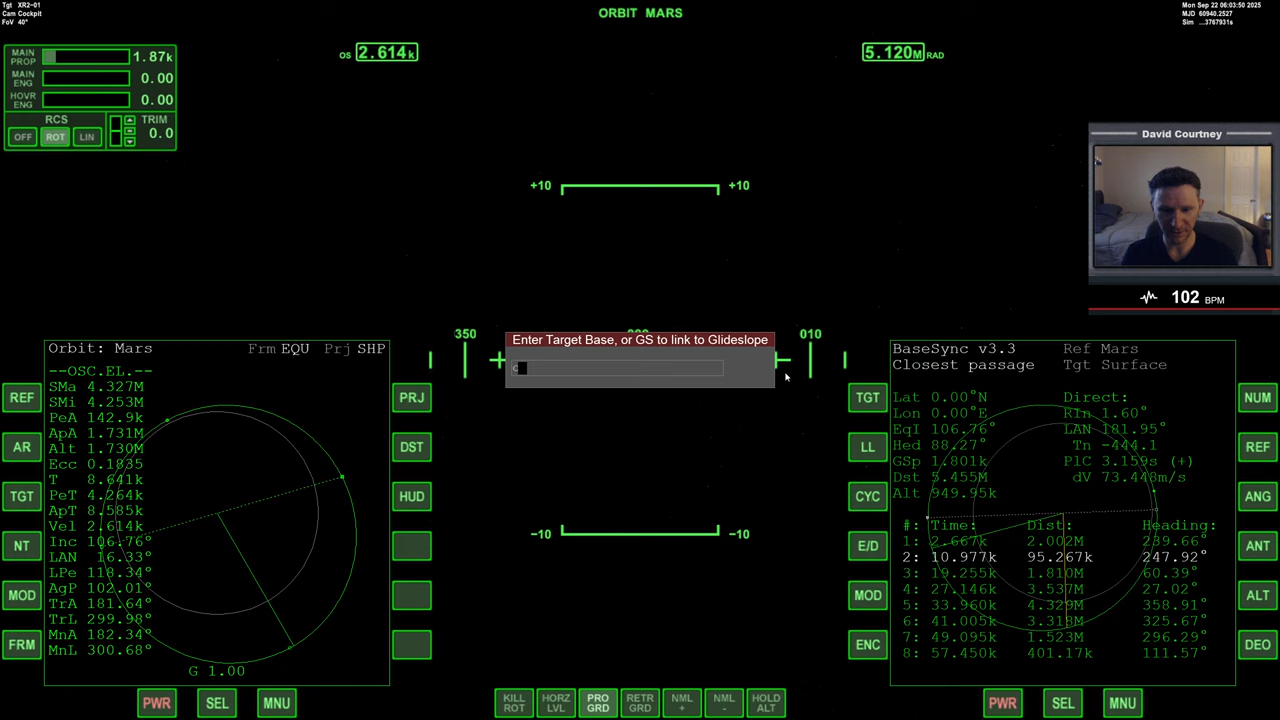 Tgt XR2-01
Cam Cockpit
FoV 40°
ORBIT MARS
Mon Sep 22 06:03:50 2025
MJD 60940.2527
Sim ...3767931s
MAIN PROP 1.87k
MAIN ENG 0.00
HOVR ENG 0.00
RCS
TRIM
0.0
OFF ROT LIN
OS 2.614k
5.120M RAD
David Courtney
102 BPM
+10 +10
350 010
Enter Target Base, or GS to link to Glideslope
-10 -10
Orbit: Mars Frm EQU Prj SHP
--OSC.EL.--
SMa 4.327M
SMi 4.253M
PeA 142.9k
ApA 1.731M
Alt 1.730M
Ecc 0.1835
T 8.641k
PeT 4.264k
ApT 8.585k
Vel 2.614k
Inc 106.76°
LAN 16.33°
LPe 118.34°
AgP 102.01°
TrA 181.64°
TrL 299.98°
MnA 182.34°
MnL 300.68°
G 1.00
REF
AR
TGT
NT
MOD
FRM
PRJ
DST
HUD
PWR SEL MNU
KILL ROT
HORZ LVL
PRO GRD
RETR GRD
NML +
NML -
HOLD ALT
BaseSync v3.3 Ref Mars
Closest passage Tgt Surface
Lat 0.00°N Direct:
Lon 0.00°E RIn 1.60°
EqI 106.76° LAN 181.95°
Hed 88.27° Tn -444.1
GSp 1.801k PlC 3.159s (+)
Dst 5.455M dV 73.448m/s
Alt 949.95k
#: Time: Dist: Heading:
1: 2.667k 2.002M 239.66°
2: 10.977k 95.267k 247.92°
3: 19.255k 1.810M 60.39°
4: 27.146k 3.537M 27.02°
5: 33.960k 4.329M 358.91°
6: 41.005k 3.318M 325.67°
7: 49.095k 1.523M 296.29°
8: 57.450k 401.17k 111.57°
TGT
LL
CYC
E/D
MOD
ENC
NUM
REF
ANG
ANT
ALT
DEO
PWR SEL MNU